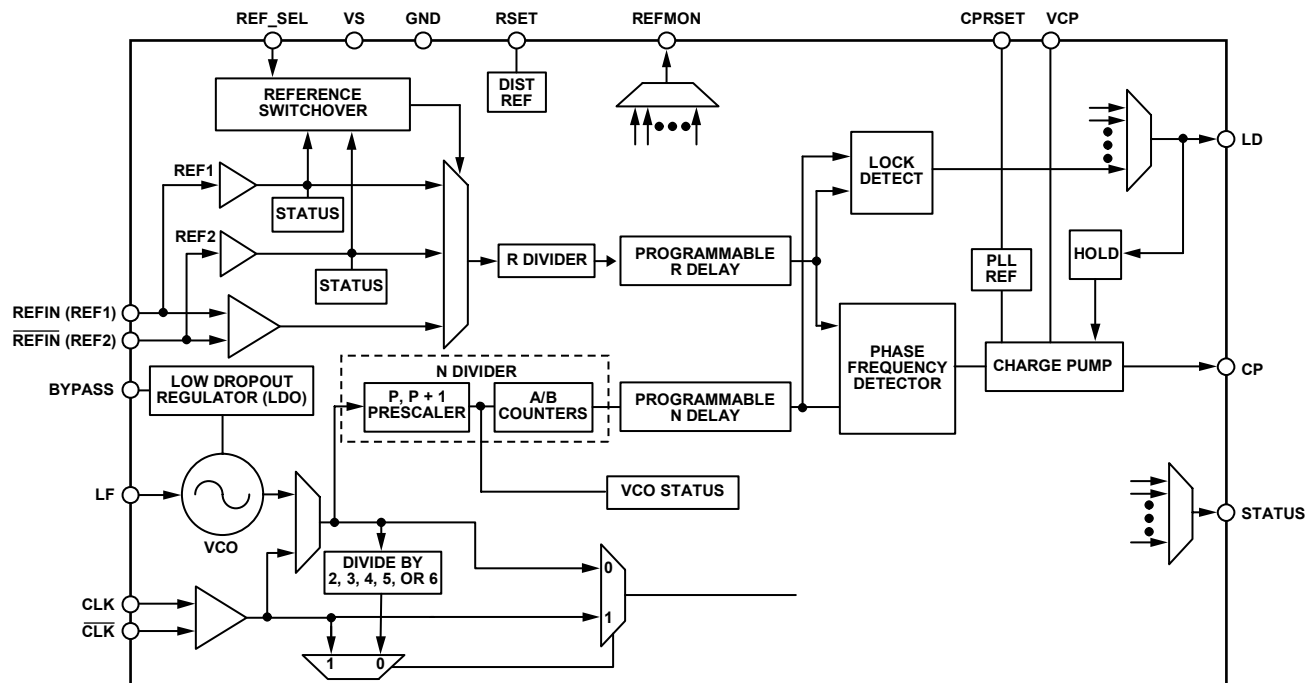 REF_SEL
VS
GND
RSET
REFMON
CPRSET
VCP
REFERENCE
SWITCHOVER
DIST
REF
REF1
STATUS
REF2
STATUS
LOCK
DETECT
LD
R DIVIDER
PROGRAMMABLE
R DELAY
PLL
REF
HOLD
REFIN (REF1)
REFIN (REF2)
PHASE
FREQUENCY
DETECTOR
CHARGE PUMP
CP
BYPASS
LOW DROPOUT
REGULATOR (LDO)
N DIVIDER
P, P + 1
PRESCALER
A/B
COUNTERS
PROGRAMMABLE
N DELAY
LF
VCO
VCO STATUS
STATUS
DIVIDE BY
2, 3, 4, 5, OR 6
0
1
CLK
CLK
1
0